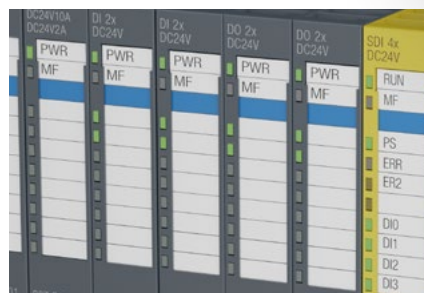 DC24V10A
DC24V2A
PWR
MF
DI 2x
DC24V
PWR
MF
DI 2x
DC24V
PWR
MF
DO 2x
DC24V
PWR
MF
DO 2x
DC24V
PWR
MF
SDI 4x
DC24V
RUN
MF
PS
ERR
ER2
DI0
DI1
DI2
DI3